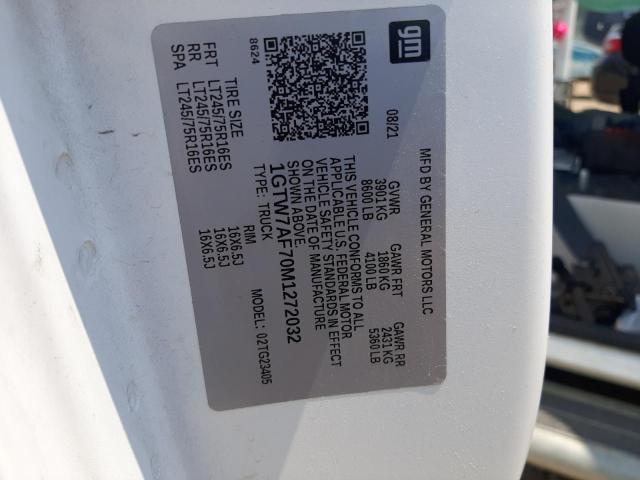 gm
MFD BY GENERAL MOTORS LLC
08/21
GVWR GAWR FRT GAWR RR
3901 KG 1860 KG 2431 KG
8600 LB 4100 LB 5360 LB
THIS VEHICLE CONFORMS TO ALL
APPLICABLE U.S. FEDERAL MOTOR
VEHICLE SAFETY STANDARDS IN EFFECT
ON THE DATE OF MANUFACTURE
SHOWN ABOVE.
1GTW7AF70M1272032
8624
TYPE: TRUCK MODEL: 02TG23405
TIRE SIZE RIM
FRT LT245/75R16ES 16X6.5J
RR LT245/75R16ES 16X6.5J
SPA LT245/75R16ES 16X6.5J